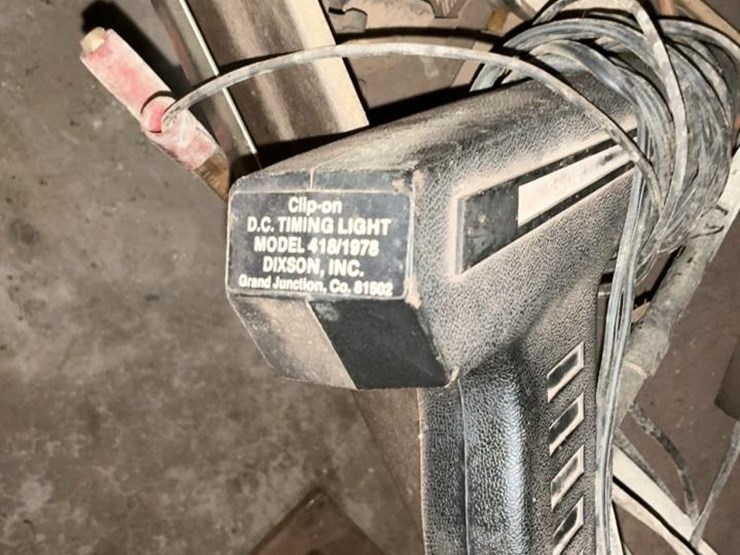 Clip-on
D.C. TIMING LIGHT
MODEL 418/1978
DIXSON, INC.
Grand Junction, Co. 81502